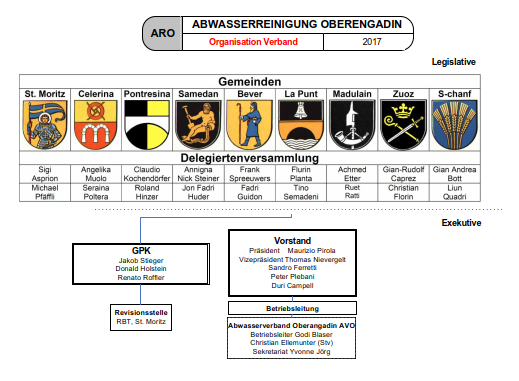 ARO
ABWASSERREINIGUNG OBERENGADIN
Organisation Verband 2017
Legislative
Gemeinden
St. Moritz Celerina Pontresina Samedan Bever La Punt Madulain Zuoz S-chanf
Delegiertenversammlung
Sigi Angelika Claudio Annigna Frank Flurin Achmed Gian-Rudolf Gian Andrea
Asprion Muolo Kochendörfer Nick Steiner Spreeuwers Planta Etter Caprez Bott
Michael Seraina Roland Jon Fadri Fadri Tino Ruet Christian Liun
Pfäffli Poltera Hinzer Huder Guidon Semadeni Ratti Florin Quadri
Exekutive
GPK
Jakob Stieger
Donald Holstein
Renato Roffler
Vorstand
Präsident Maurizio Pirola
Vizepräsident Thomas Nievergelt
Sandro Ferretti
Peter Plebani
Duri Campell
Revisionsstelle
RBT, St. Moritz
Betriebsleitung
Abwasserverband Oberangadin AVO
Betriebsleiter Godi Blaser
Christian Ellemunter (Stv)
Sekretariat Yvonne Jörg